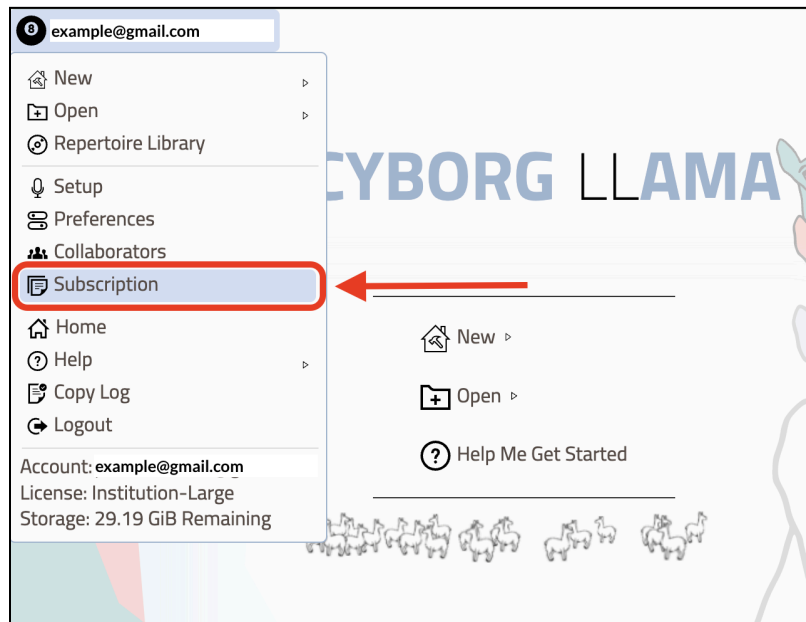 8 example@gmail.com
New
Open
Repertoire Library
Setup
Preferences
Collaborators
Subscription
Home
Help
Copy Log
Logout
Account: example@gmail.com
License: Institution-Large
Storage: 29.19 GiB Remaining
CYBORG LLAMA
New
Open
Help Me Get Started